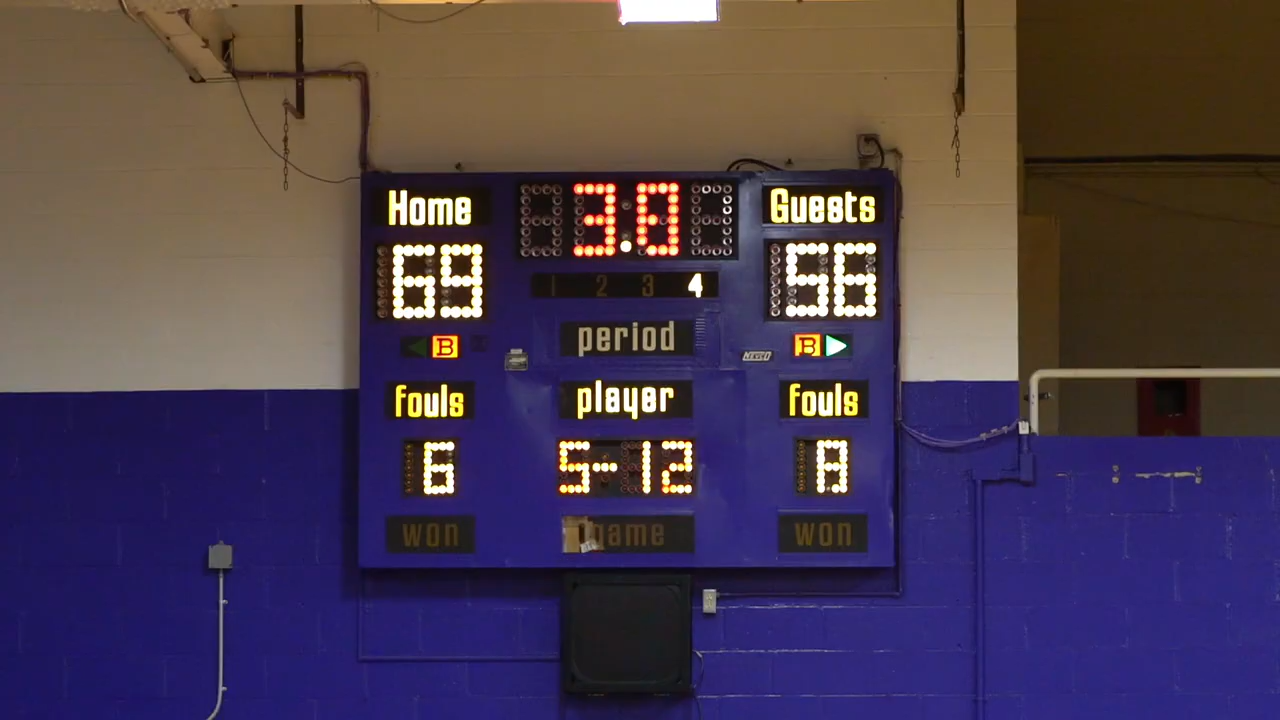 Home 3.0 Guests
69 56
1 2 3 4
period
B B
NEVCO
fouls player fouls
6 5-12 8
won game won